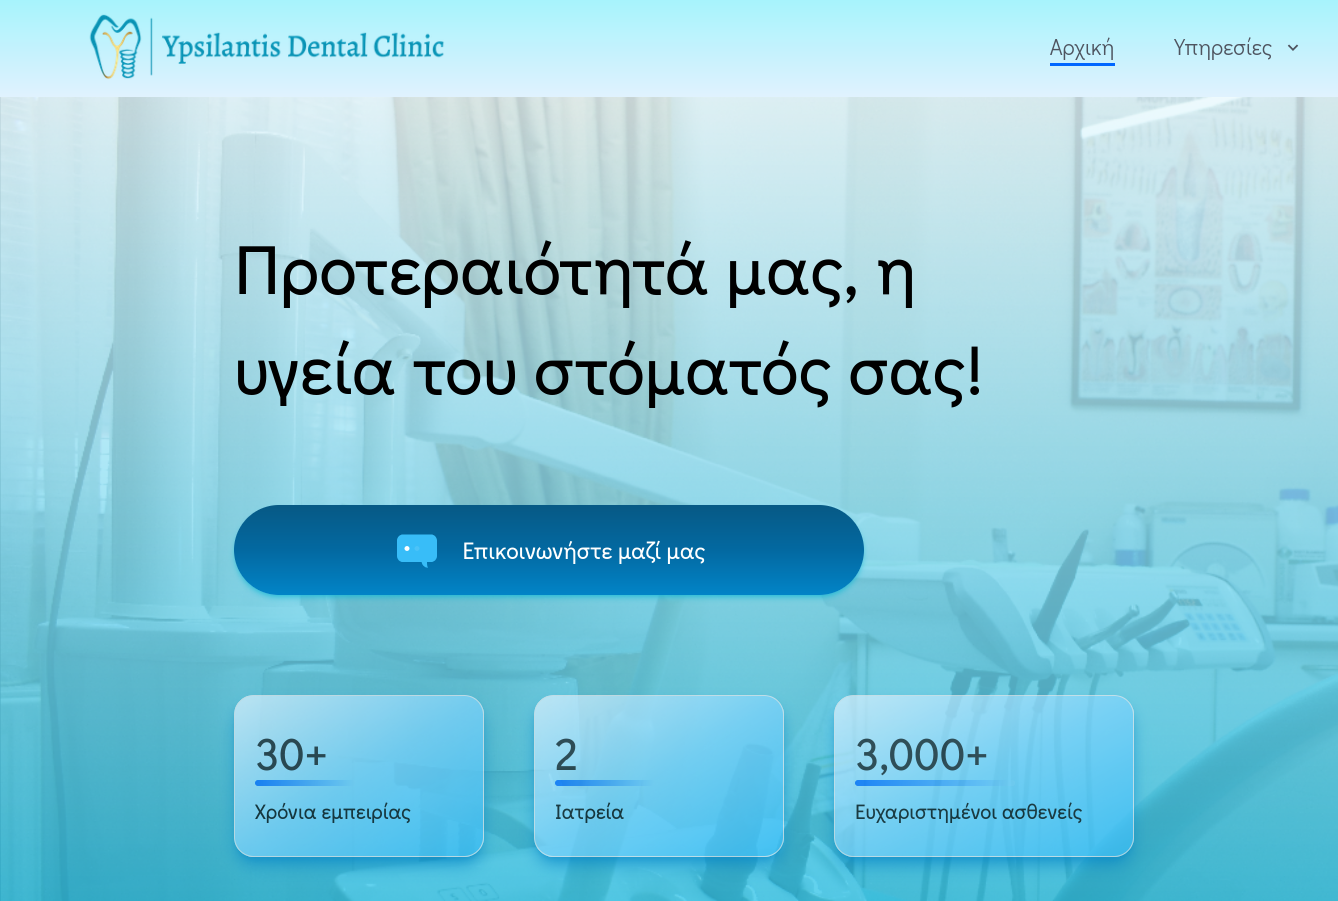 Ypsilantis Dental Clinic
Αρχική
Υπηρεσίες
Προτεραιότητά μας, η
υγεία του στόματός σας!
Επικοινωνήστε μαζί μας
30+
2
3,000+
Χρόνια εμπειρίας
Ιατρεία
Ευχαριστημένοι ασθενείς